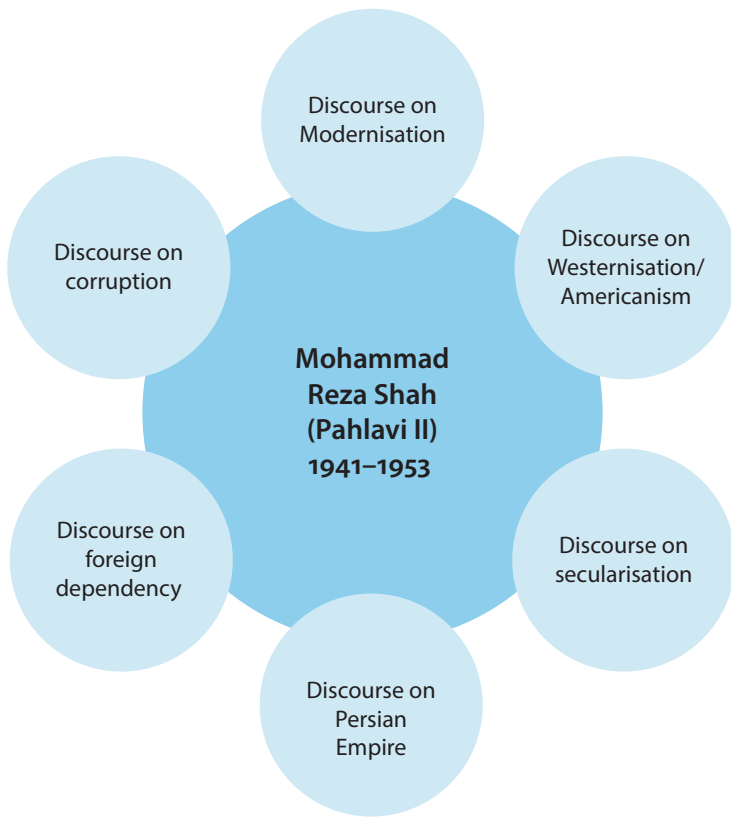 Discourse on
Modernisation
Discourse on
Westernisation/
Americanism
Discourse on
secularisation
Discourse on
Persian
Empire
Discourse on
foreign
dependency
Discourse on
corruption
Mohammad
Reza Shah
(Pahlavi II)
1941–1953